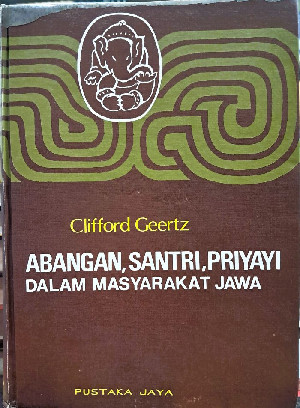 Clifford Geertz
ABANGAN, SANTRI, PRIYAYI
DALAM MASYARAKAT JAWA
PUSTAKA JAYA